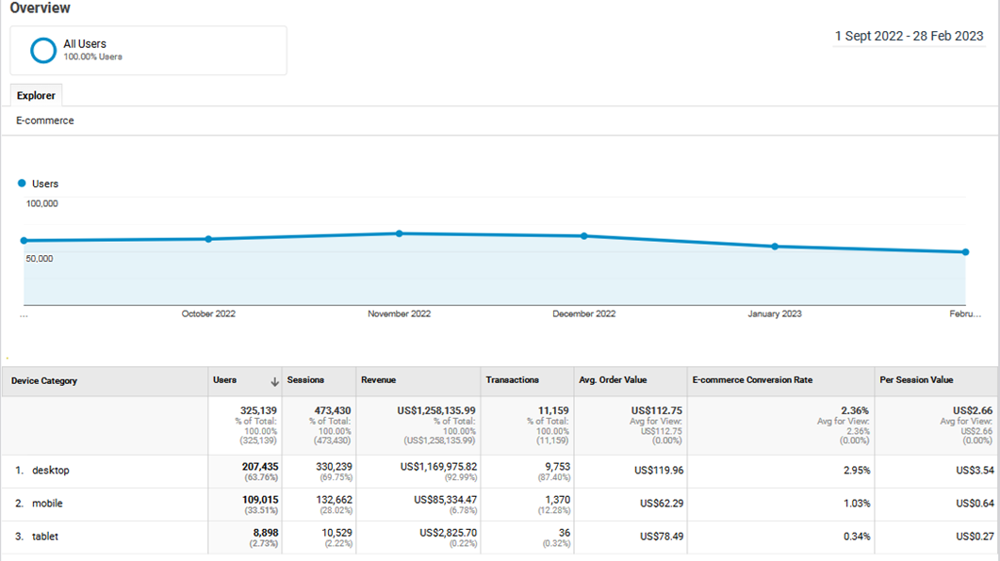 Overview
All Users
100.00% Users
1 Sept 2022 - 28 Feb 2023
Explorer
E-commerce
Users
100,000
50,000
... October 2022 November 2022 December 2022 January 2023 Febru...
Device Category Users Sessions Revenue Transactions Avg. Order Value E-commerce Conversion Rate Per Session Value
325,139 473,430 US$1,258,135.99 11,159 US$112.75 2.36% US$2.66
% of Total: % of Total: % of Total: % of Total: Avg for View: Avg for View: Avg for View:
100.00% 100.00% 100.00% 100.00% US$112.75 2.36% US$2.66
(325,139) (473,430) (US$1,258,135.99) (11,159) (0.00%) (0.00%) (0.00%)
1. desktop 207,435 330,239 US$1,169,975.82 9,753 US$119.96 2.95% US$3.54
(63.76%) (69.75%) (92.99%) (87.40%)
2. mobile 109,015 132,662 US$85,334.47 1,370 US$62.29 1.03% US$0.64
(33.51%) (28.02%) (6.78%) (12.28%)
3. tablet 8,898 10,529 US$2,825.70 36 US$78.49 0.34% US$0.27
(2.73%) (2.22%) (0.22%) (0.32%)